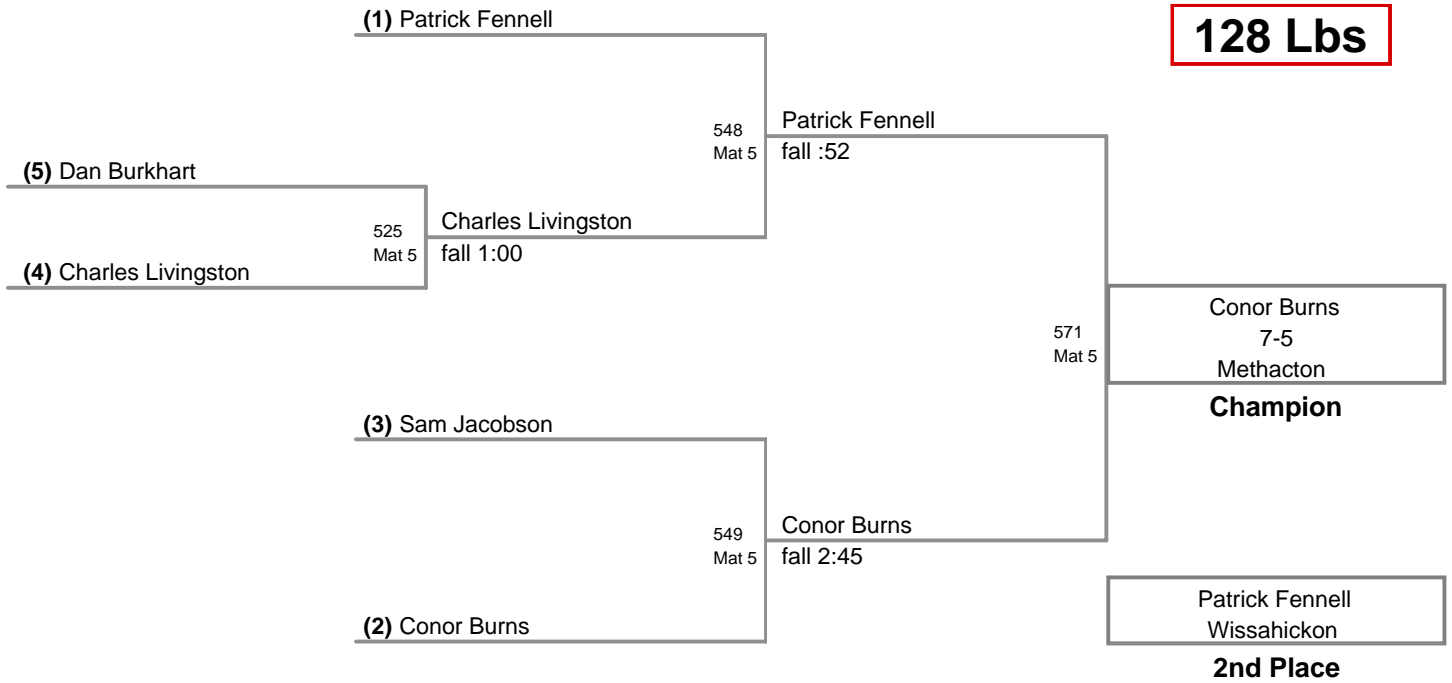 (1) Patrick Fennell
128 Lbs
548
Mat 5
Patrick Fennell
fall :52
(5) Dan Burkhart
525
Mat 5
Charles Livingston
fall 1:00
(4) Charles Livingston
571
Mat 5
Conor Burns
7-5
Methacton
Champion
(3) Sam Jacobson
549
Mat 5
Conor Burns
fall 2:45
(2) Conor Burns
Patrick Fennell
Wissahickon
2nd Place